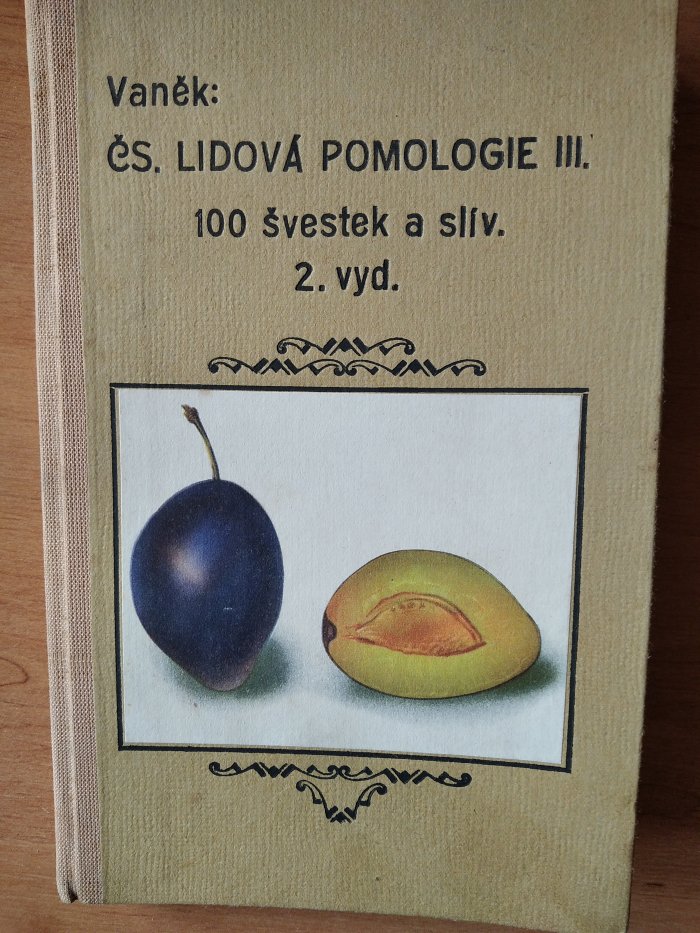 Vaněk:
ČS. LIDOVÁ POMOLOGIE III.
100 švestek a slív.
2. vyd.